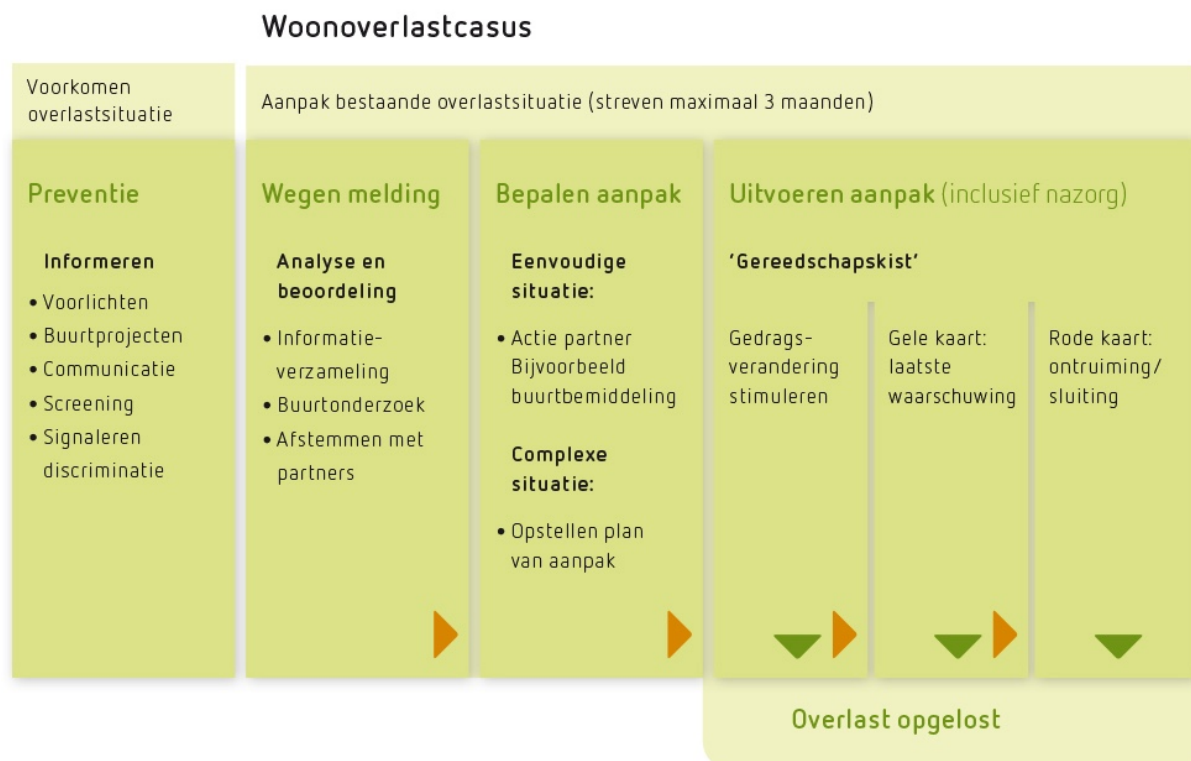 Woonoverlastcasus
Voorkomen
overlastsituatie
Aanpak bestaande overlastsituatie (streven maximaal 3 maanden)
Preventie
Informeren
• Voorlichten
• Buurtprojecten
• Communicatie
• Screening
• Signaleren
discriminatie
Wegen melding
Analyse en
beoordeling
• Informatie-
verzameling
• Buurtonderzoek
• Afstemmen met
partners
Bepalen aanpak
Eenvoudige
situatie:
• Actie partner
Bijvoorbeeld
buurtbemiddeling
Complexe
situatie:
• Opstellen plan
van aanpak
Uitvoeren aanpak (inclusief nazorg)
'Gereedschapskist'
Gedrags-
verandering
stimuleren
Gele kaart:
laatste
waarschuwing
Rode kaart:
ontruiming/
sluiting
Overlast opgelost